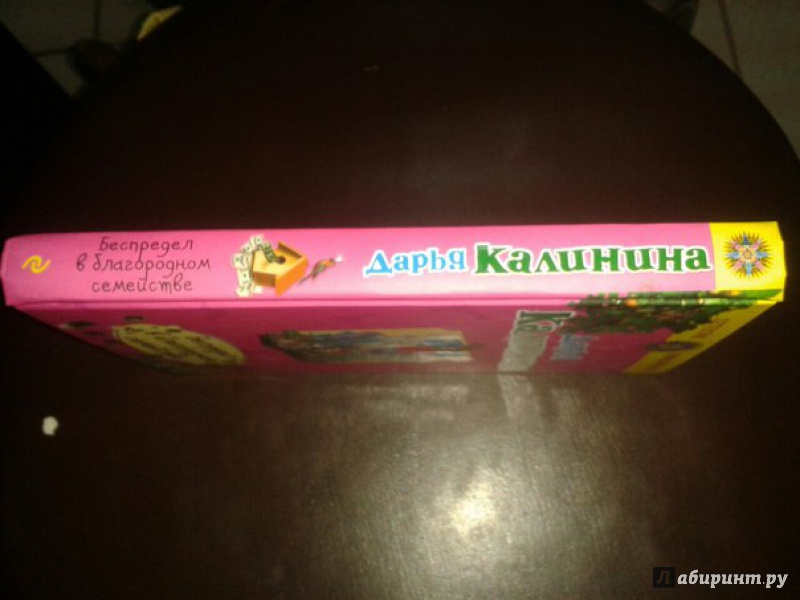 Беспредел
в благородном
семействе
Дарья Калинина
Лабиринт.ру